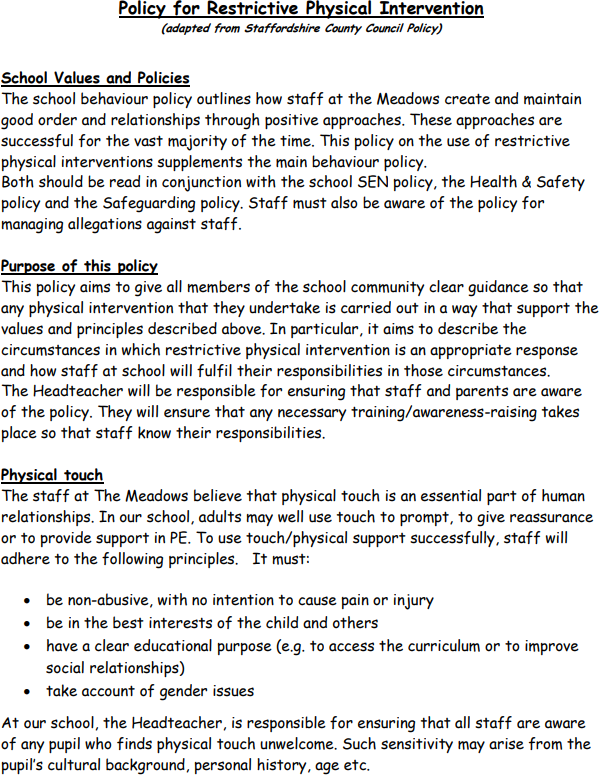 Policy for Restrictive Physical Intervention
(adapted from Staffordshire County Council Policy)
School Values and Policies
The school behaviour policy outlines how staff at the Meadows create and maintain
good order and relationships through positive approaches. These approaches are
successful for the vast majority of the time. This policy on the use of restrictive
physical interventions supplements the main behaviour policy.
Both should be read in conjunction with the school SEN policy, the Health & Safety
policy and the Safeguarding policy. Staff must also be aware of the policy for
managing allegations against staff.
Purpose of this policy
This policy aims to give all members of the school community clear guidance so that
any physical intervention that they undertake is carried out in a way that support the
values and principles described above. In particular, it aims to describe the
circumstances in which restrictive physical intervention is an appropriate response
and how staff at school will fulfil their responsibilities in those circumstances.
The Headteacher will be responsible for ensuring that staff and parents are aware
of the policy. They will ensure that any necessary training/awareness-raising takes
place so that staff know their responsibilities.
Physical touch
The staff at The Meadows believe that physical touch is an essential part of human
relationships. In our school, adults may well use touch to prompt, to give reassurance
or to provide support in PE. To use touch/physical support successfully, staff will
adhere to the following principles. It must:
• be non-abusive, with no intention to cause pain or injury
• be in the best interests of the child and others
• have a clear educational purpose (e.g. to access the curriculum or to improve
social relationships)
• take account of gender issues
At our school, the Headteacher, is responsible for ensuring that all staff are aware
of any pupil who finds physical touch unwelcome. Such sensitivity may arise from the
pupil's cultural background, personal history, age etc.